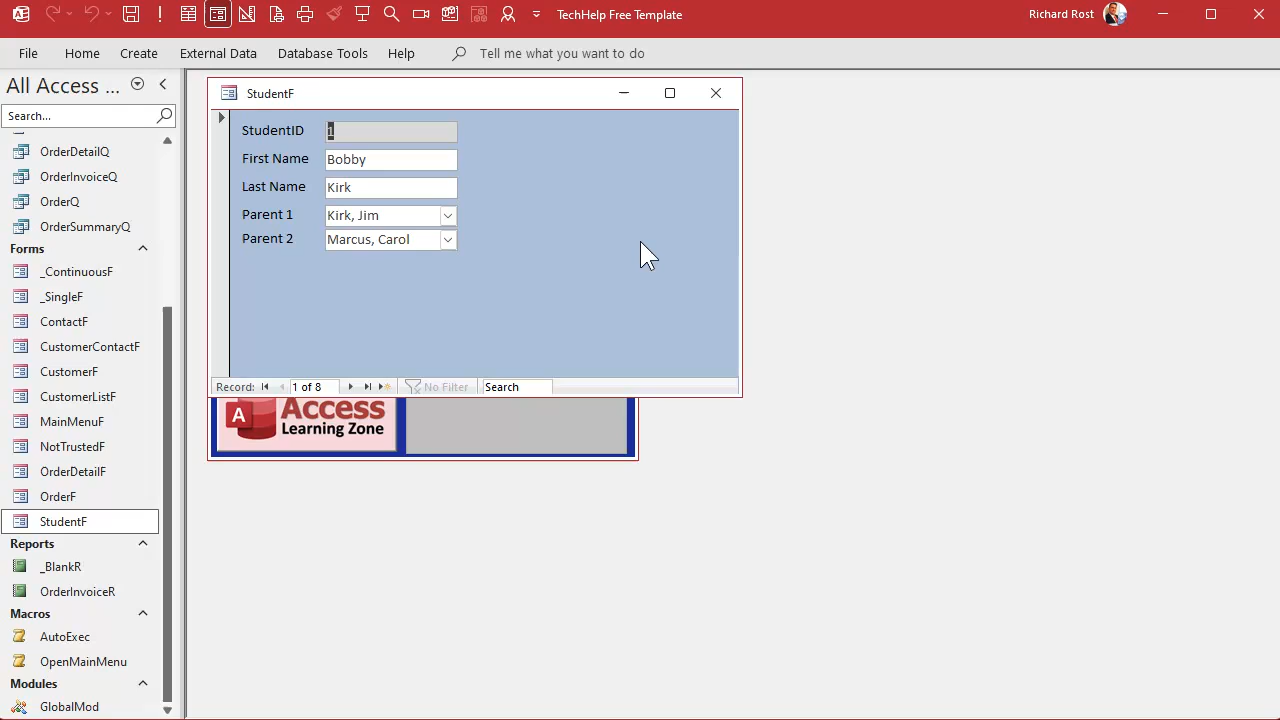 TechHelp Free Template
Richard Rost
File Home Create External Data Database Tools Help Tell me what you want to do
All Access ...
Search...
OrderDetailQ
OrderInvoiceQ
OrderQ
OrderSummaryQ
Forms
_ContinuousF
_SingleF
ContactF
CustomerContactF
CustomerF
CustomerListF
MainMenuF
NotTrustedF
OrderDetailF
OrderF
StudentF
Reports
_BlankR
OrderInvoiceR
Macros
AutoExec
OpenMainMenu
Modules
GlobalMod
StudentF
StudentID 1
First Name Bobby
Last Name Kirk
Parent 1 Kirk, Jim
Parent 2 Marcus, Carol
Record: 1 of 8 No Filter Search
A Access
Learning Zone